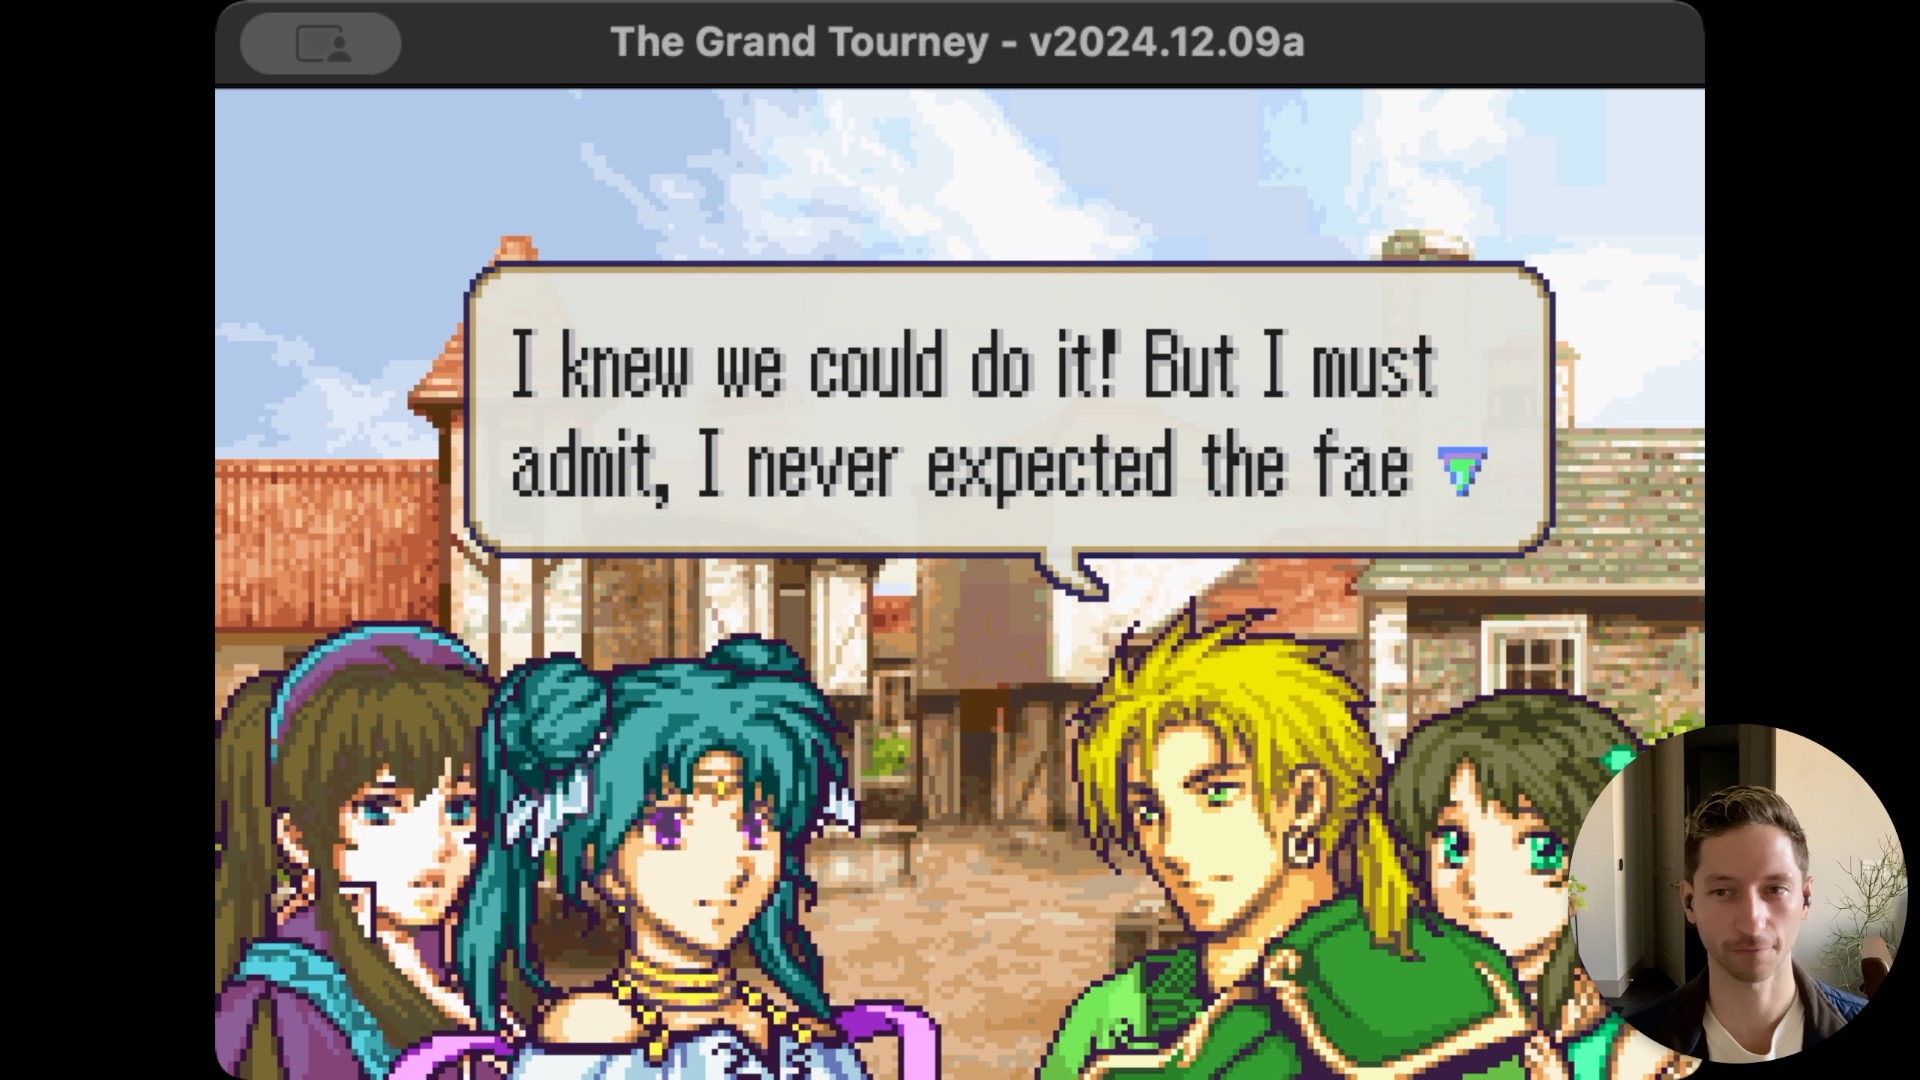 The Grand Tourney - v2024.12.09a
I knew we could do it! But I must
admit, I never expected the fae